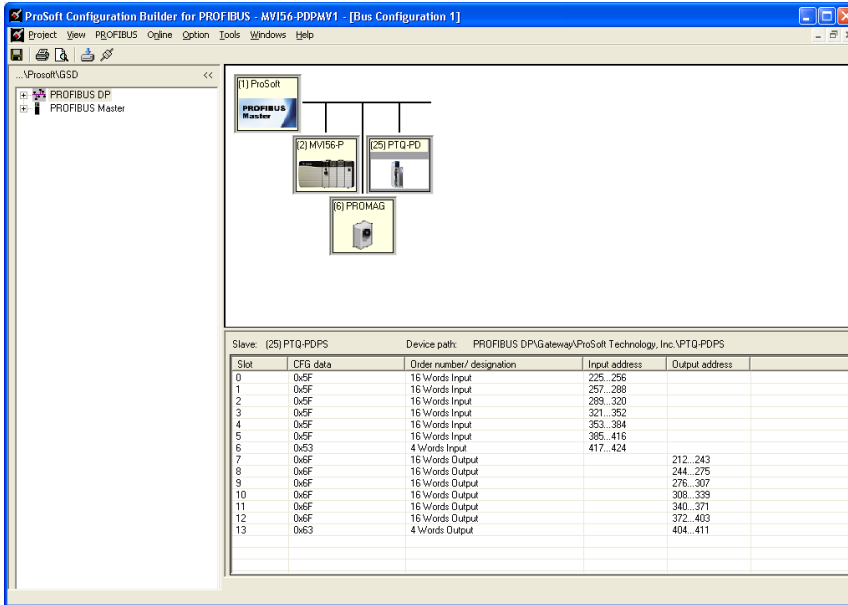 ProSoft Configuration Builder for PROFIBUS - MVI56-PDPMV1 - [Bus Configuration 1]
Project View PROFIBUS Online Option Tools Windows Help
...\Prosoft\GSD <<
PROFIBUS DP
PROFIBUS Master
(1) ProSoft
PROFIBUS
Master
(2) MVI56-P
(25) PTQ-PD
(6) PROMAG
Slave: (25) PTQ-PDPS Device path: PROFIBUS DP\Gateway\ProSoft Technology, Inc.\PTQ-PDPS
Slot CFG data Order number/ designation Input address Output address
0 0x5F 16 Words Input 225...256
1 0x5F 16 Words Input 257...288
2 0x5F 16 Words Input 289...320
3 0x5F 16 Words Input 321...352
4 0x5F 16 Words Input 353...384
5 0x5F 16 Words Input 385...416
6 0x53 4 Words Input 417...424
7 0x6F 16 Words Output 212...243
8 0x6F 16 Words Output 244...275
9 0x6F 16 Words Output 276...307
10 0x6F 16 Words Output 308...339
11 0x6F 16 Words Output 340...371
12 0x6F 16 Words Output 372...403
13 0x63 4 Words Output 404...411